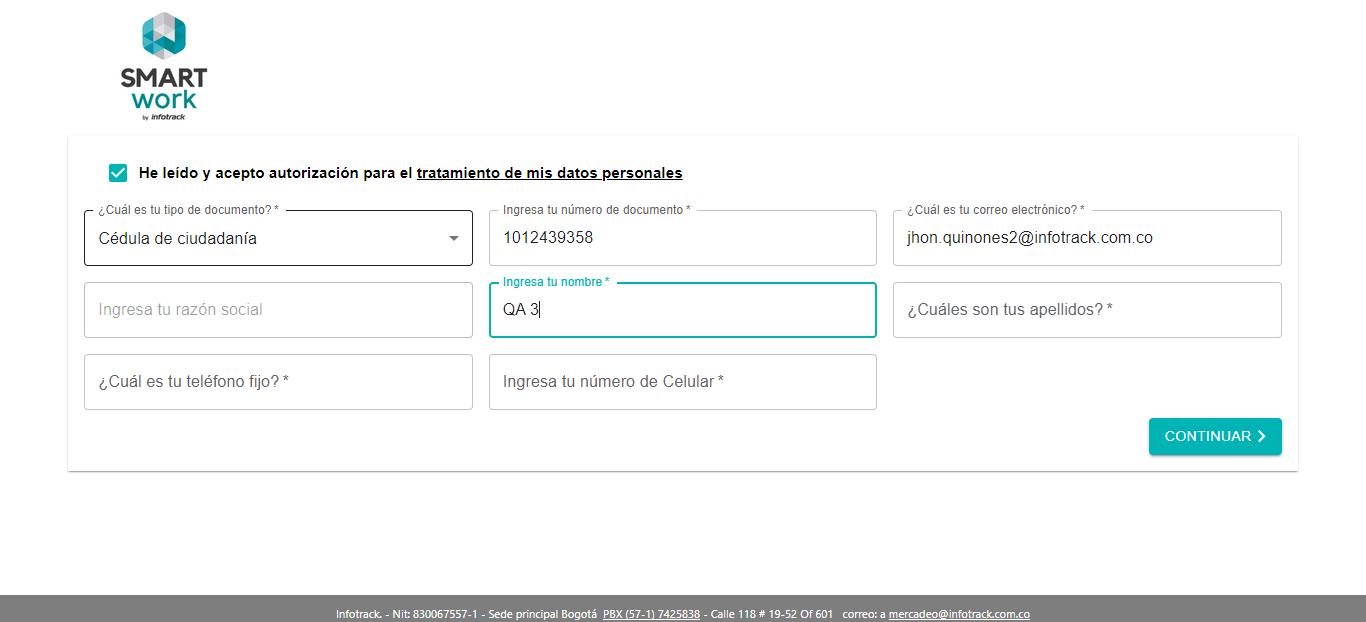 SMART
work
by infotrack
He leído y acepto autorización para el tratamiento de mis datos personales
¿Cuál es tu tipo de documento? *
Cédula de ciudadanía
Ingresa tu número de documento *
1012439358
¿Cuál es tu correo electrónico? *
jhon.quinones2@infotrack.com.co
Ingresa tu razón social
Ingresa tu nombre *
QA 3
¿Cuáles son tus apellidos? *
¿Cuál es tu teléfono fijo? *
Ingresa tu número de Celular *
CONTINUAR
Infotrack. - Nit: 830067557-1 - Sede principal Bogotá PBX (57-1) 7425838 - Calle 118 # 19-52 Of 601 correo: a mercadeo@infotrack.com.co